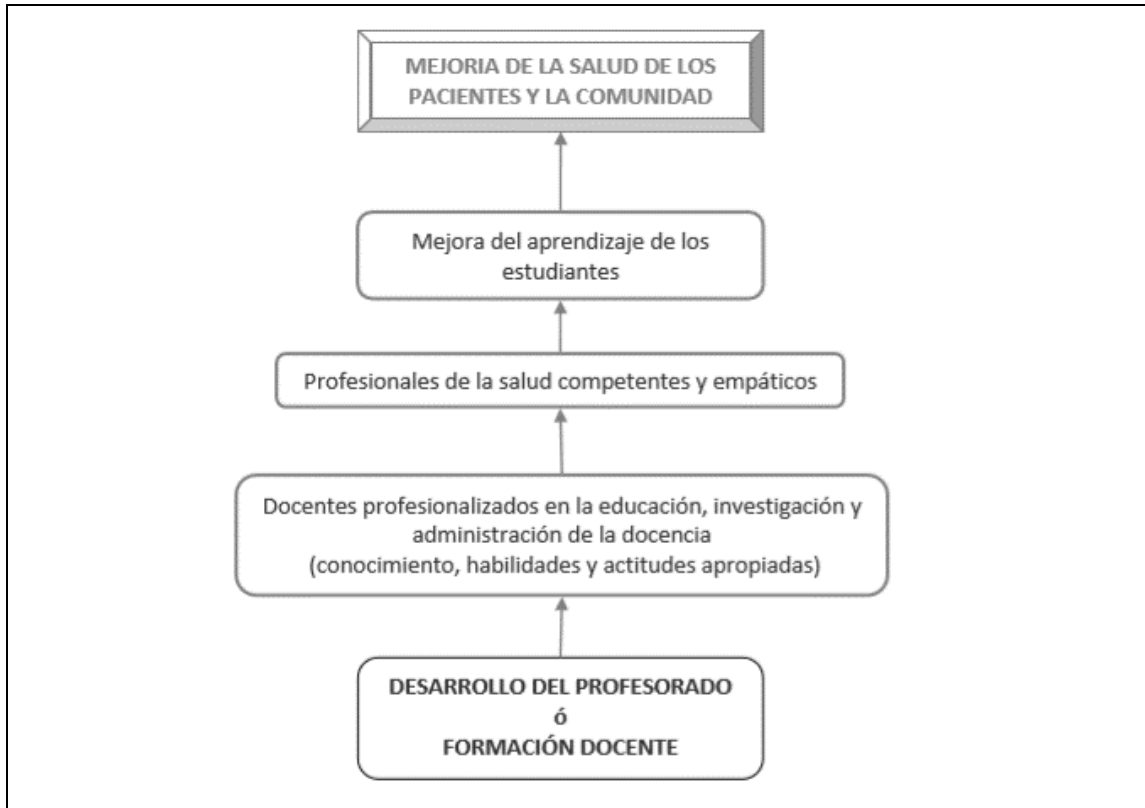 MEJORIA DE LA SALUD DE LOS
PACIENTES Y LA COMUNIDAD
Mejora del aprendizaje de los
estudiantes
Profesionales de la salud competentes y empáticos
Docentes profesionalizados en la educación, investigación y
administración de la docencia
(conocimiento, habilidades y actitudes apropiadas)
DESARROLLO DEL PROFESORADO
ó
FORMACIÓN DOCENTE